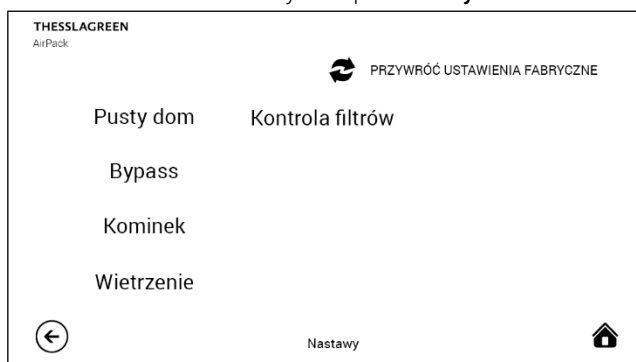 THESSLAGREEN
AirPack
PRZYWRÓĆ USTAWIENIA FABRYCZNE
Pusty dom
Kontrola filtrów
Bypass
Kominek
Wietrzenie
Nastawy